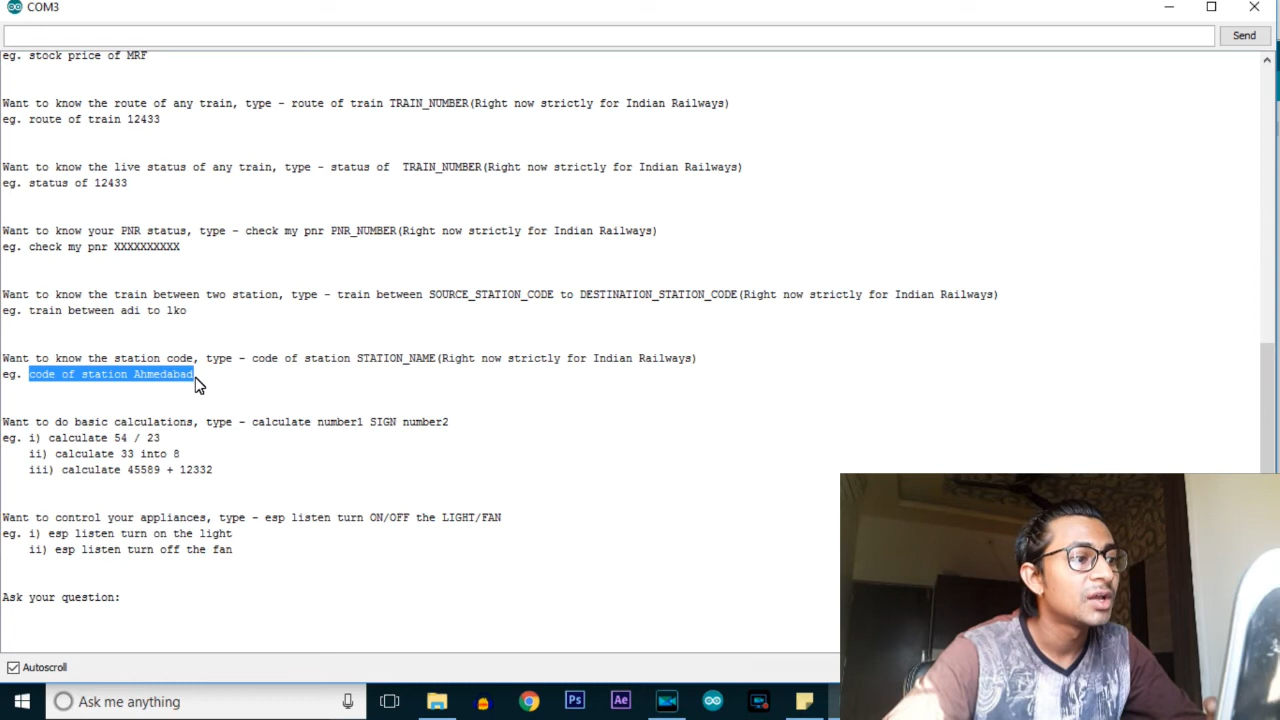 COM3
Send
eg. stock price of MRF
Want to know the route of any train, type - route of train TRAIN_NUMBER(Right now strictly for Indian Railways)
eg. route of train 12433
Want to know the live status of any train, type - status of  TRAIN_NUMBER(Right now strictly for Indian Railways)
eg. status of 12433
Want to know your PNR status, type - check my pnr PNR_NUMBER(Right now strictly for Indian Railways)
eg. check my pnr XXXXXXXXXX
Want to know the train between two station, type - train between SOURCE_STATION_CODE to DESTINATION_STATION_CODE(Right now strictly for Indian Railways)
eg. train between adi to lko
Want to know the station code, type - code of station STATION_NAME(Right now strictly for Indian Railways)
eg. code of station Ahmedabad
Want to do basic calculations, type - calculate number1 SIGN number2
eg. i) calculate 54 / 23
ii) calculate 33 into 8
iii) calculate 45589 + 12332
Want to control your appliances, type - esp listen turn ON/OFF the LIGHT/FAN
eg. i) esp listen turn on the light
ii) esp listen turn off the fan
Ask your question:
Autoscroll
Ask me anything
Ps
Ae